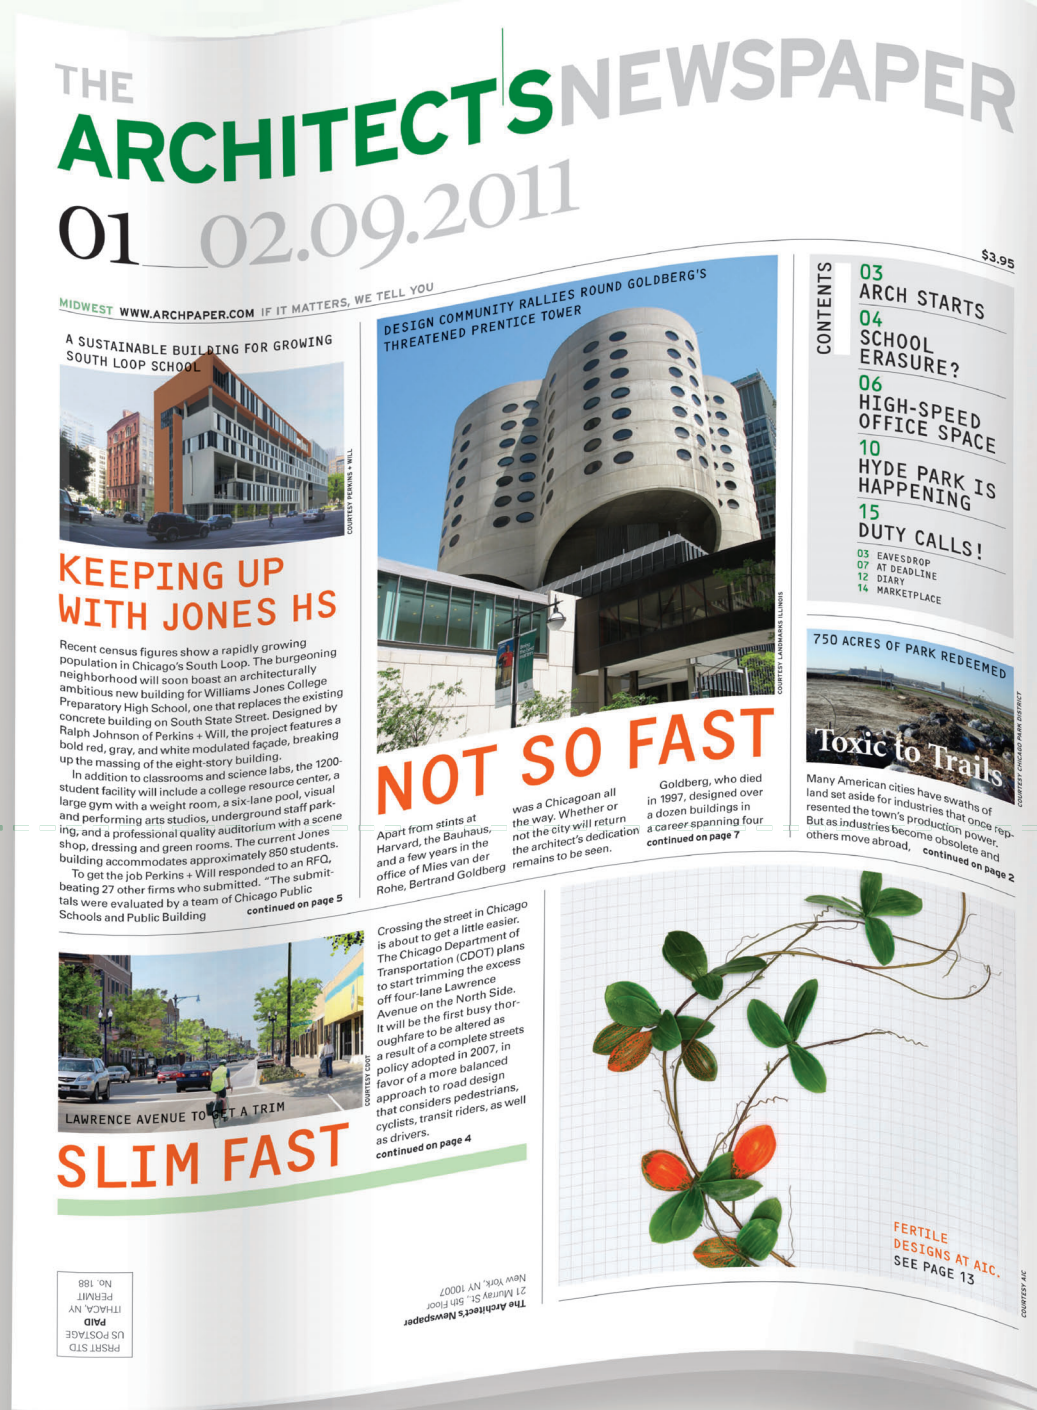 THE
ARCHITECT'SNEWSPAPER
01 02.09.2011
MIDWEST WWW.ARCHPAPER.COM IF IT MATTERS, WE TELL YOU
$3.95
A SUSTAINABLE BUILDING FOR GROWING
SOUTH LOOP SCHOOL
COURTESY PERKINS + WILL
KEEPING UP
WITH JONES HS
Recent census figures show a rapidly growing
population in Chicago's South Loop. The burgeoning
neighborhood will soon boast an architecturally
ambitious new building for Williams Jones College
Preparatory High School, one that replaces the existing
concrete building on South State Street. Designed by
Ralph Johnson of Perkins + Will, the project features a
bold red, gray, and white modulated façade, breaking
up the massing of the eight-story building.
In addition to classrooms and science labs, the 1200-
student facility will include a college resource center, a
large gym with a weight room, a six-lane pool, visual
and performing arts studios, underground staff park-
ing, and a professional quality auditorium with a scene
shop, dressing and green rooms. The current Jones
building accommodates approximately 850 students.
To get the job Perkins + Will responded to an RFQ,
beating 27 other firms who submitted. "The submit-
tals were evaluated by a team of Chicago Public
Schools and Public Building continued on page 5
DESIGN COMMUNITY RALLIES ROUND GOLDBERG'S
THREATENED PRENTICE TOWER
COURTESY LANDMARKS ILLINOIS
NOT SO FAST
Apart from stints at
Harvard, the Bauhaus,
and a few years in the
office of Mies van der
Rohe, Bertrand Goldberg
was a Chicagoan all
the way. Whether or
not the city will return
the architect's dedication
remains to be seen.
Goldberg, who died
in 1997, designed over
a dozen buildings in
a career spanning four
continued on page 7
CONTENTS
03
ARCH STARTS
04
SCHOOL
ERASURE?
06
HIGH-SPEED
OFFICE SPACE
10
HYDE PARK IS
HAPPENING
15
DUTY CALLS!
03 EAVESDROP
07 AT DEADLINE
12 DIARY
14 MARKETPLACE
750 ACRES OF PARK REDEEMED
Toxic to Trails
COURTESY CHICAGO PARK DISTRICT
Many American cities have swaths of
land set aside for industries that once rep-
resented the town's production power.
But as industries become obsolete and
others move abroad, continued on page 2
LAWRENCE AVENUE TO GET A TRIM
COURTESY CDOT
SLIM FAST
Crossing the street in Chicago
is about to get a little easier.
The Chicago Department of
Transportation (CDOT) plans
to start trimming the excess
off four-lane Lawrence
Avenue on the North Side.
It will be the first busy thor-
oughfare to be altered as
a result of a complete streets
policy adopted in 2007, in
favor of a more balanced
approach to road design
that considers pedestrians,
cyclists, transit riders, as well
as drivers.
continued on page 4
FERTILE
DESIGNS AT AIC.
SEE PAGE 13
COURTESY AIC
The Architect's Newspaper
21 Murray St., 5th Floor
New York, NY 10007
PRSRT STD
US POSTAGE
PAID
ITHACA, NY
PERMIT
No. 188